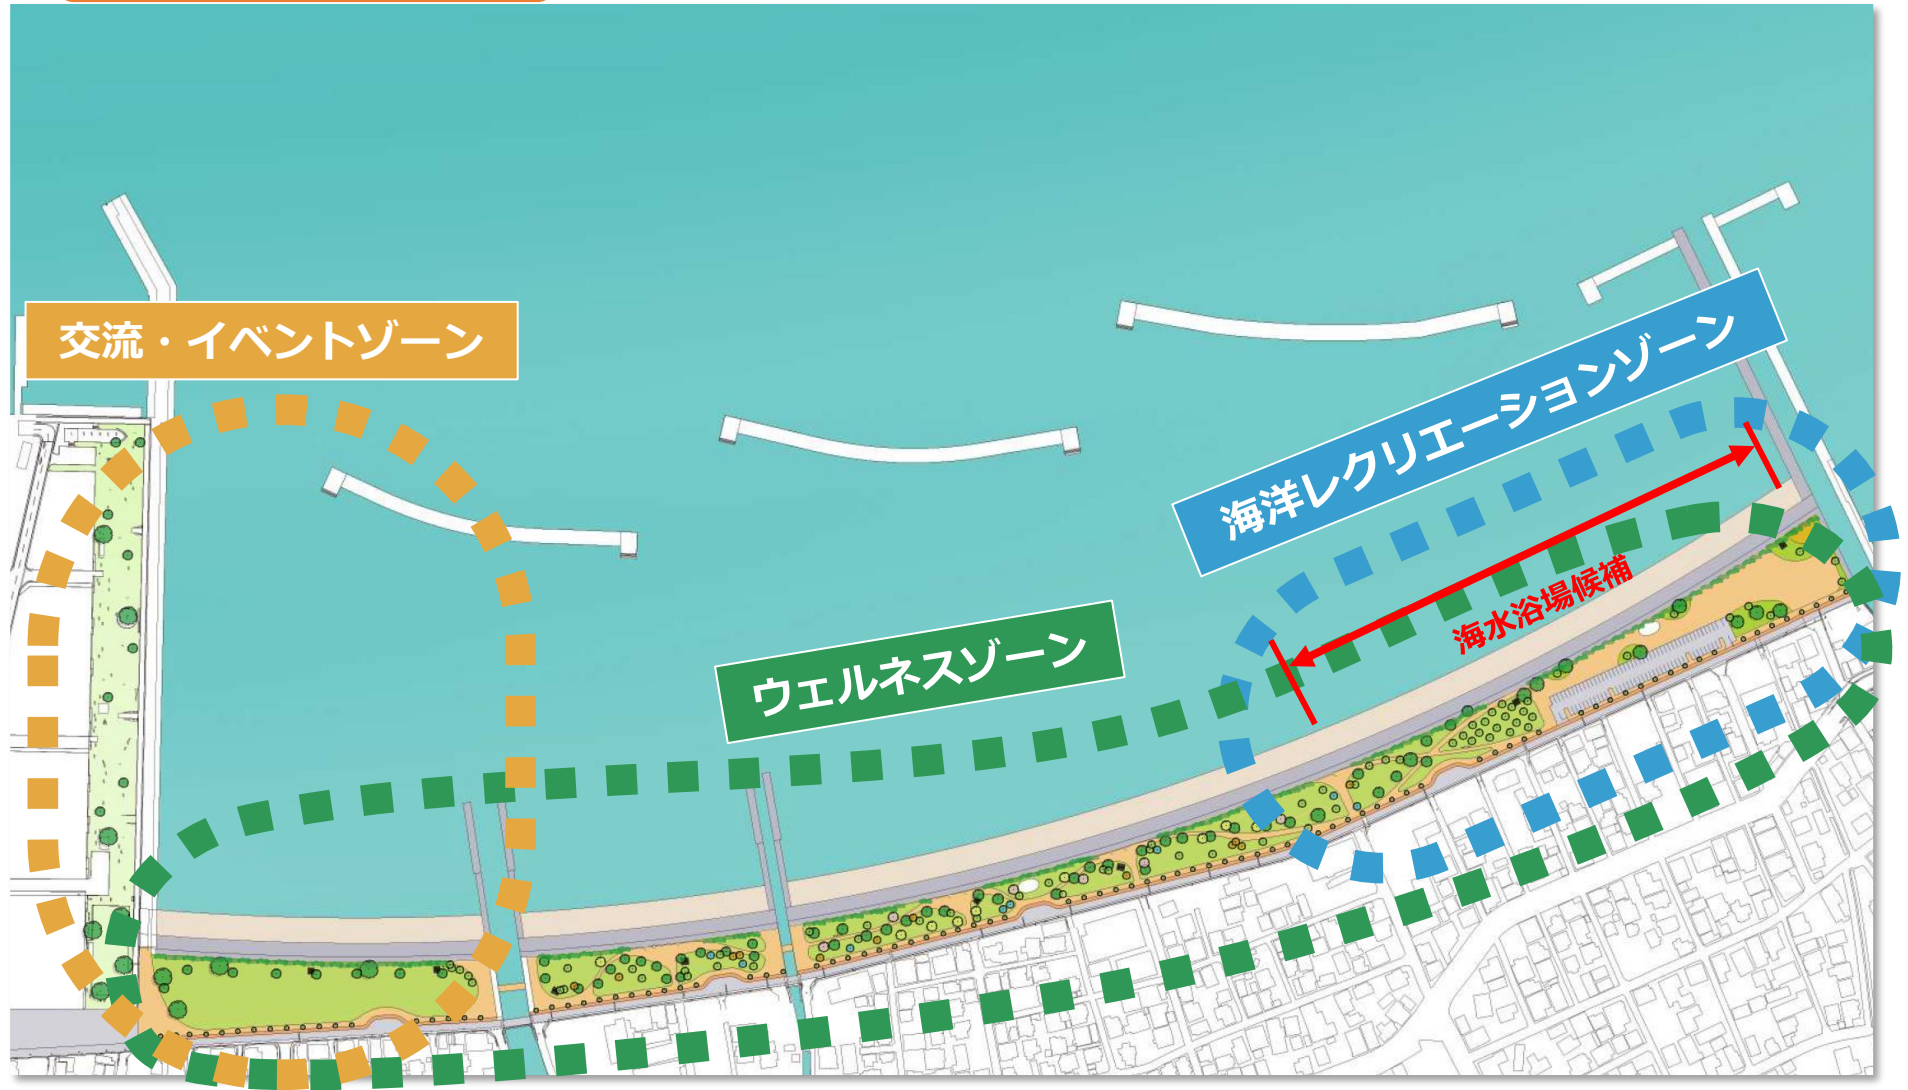 交流・イベントゾーン
海洋レクリエーションゾーン
海水浴場候補
ウェルネスゾーン